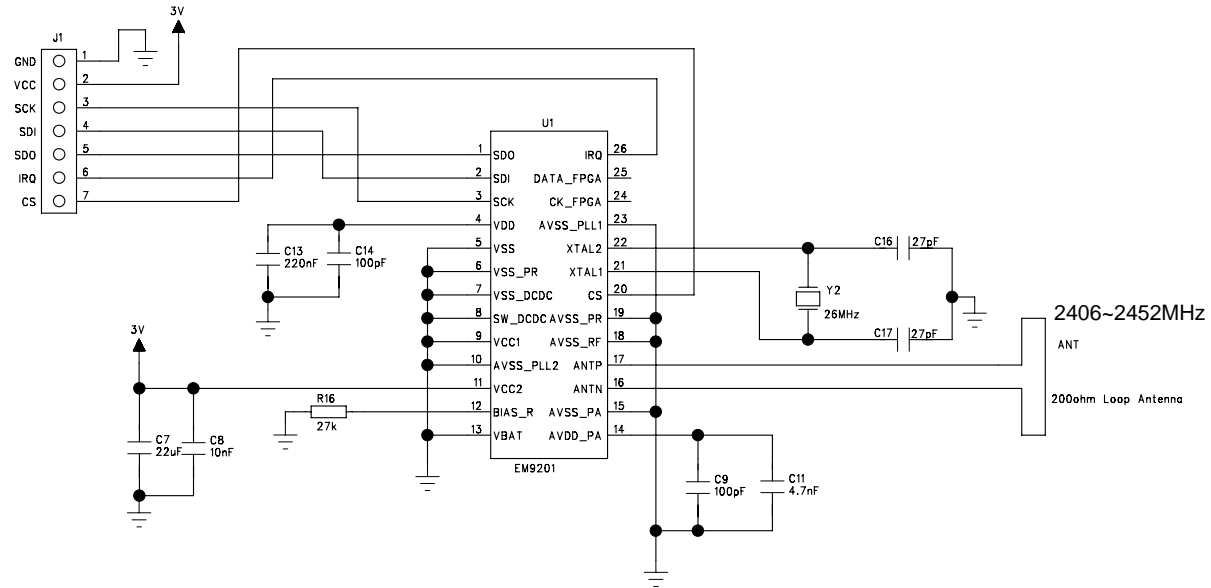 3V
J1
GND 1
VCC 2
SCK 3
SDI 4
SDO 5
IRQ 6
CS 7
U1
1 SDO IRQ 26
2 SDI DATA_FPGA 25
3 SCK CK_FPGA 24
4 VDD AVSS_PLL1 23
5 VSS XTAL2 22
6 VSS_PR XTAL1 21
7 VSS_DCDC CS 20
8 SW_DCDC AVSS_PR 19
9 VCC1 AVSS_RF 18
10 AVSS_PLL2 ANTP 17
11 VCC2 ANTN 16
12 BIAS_R AVSS_PA 15
13 VBAT AVDD_PA 14
EM9201
C13
220nF
C14
100pF
C16 27pF
Y2
26MHz
C17 27pF
2406~2452MHz
ANT
200ohm Loop Antenna
3V
R16
27k
C7
22uF
C8
10nF
C9
100pF
C11
4.7nF